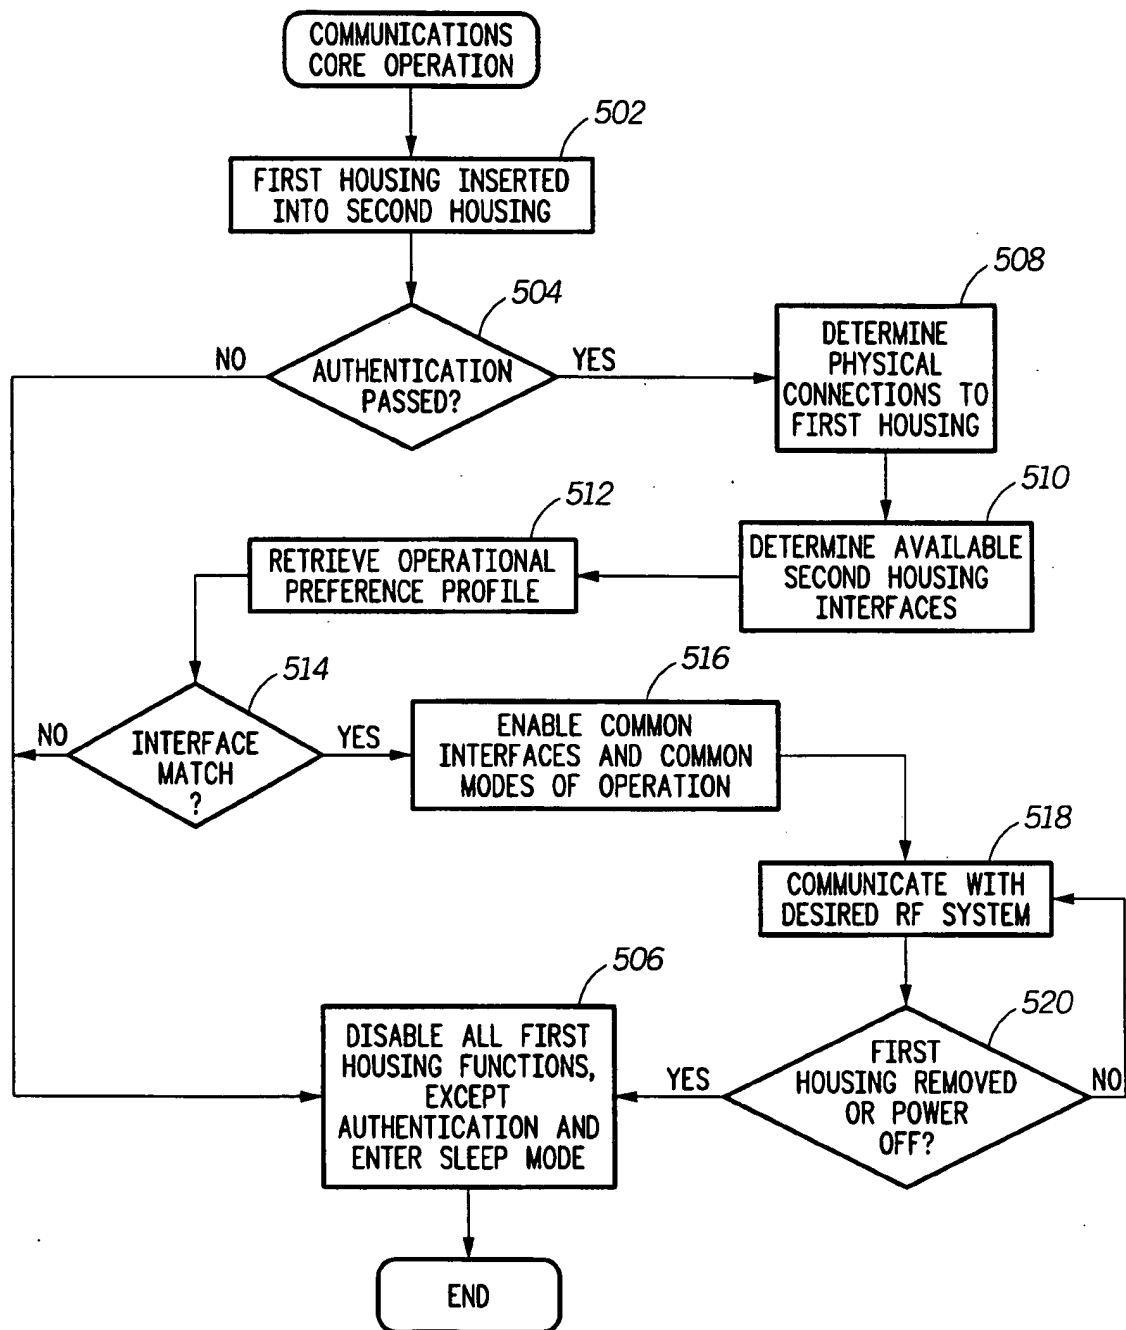 COMMUNICATIONS
CORE OPERATION
502
FIRST HOUSING INSERTED
INTO SECOND HOUSING
504
AUTHENTICATION
PASSED?
NO
YES
508
DETERMINE
PHYSICAL
CONNECTIONS TO
FIRST HOUSING
510
DETERMINE AVAILABLE
SECOND HOUSING
INTERFACES
512
RETRIEVE OPERATIONAL
PREFERENCE PROFILE
514
INTERFACE
MATCH
?
NO
YES
516
ENABLE COMMON
INTERFACES AND COMMON
MODES OF OPERATION
518
COMMUNICATE WITH
DESIRED RF SYSTEM
520
FIRST
HOUSING REMOVED
OR POWER
OFF?
YES
NO
506
DISABLE ALL FIRST
HOUSING FUNCTIONS,
EXCEPT
AUTHENTICATION AND
ENTER SLEEP MODE
END